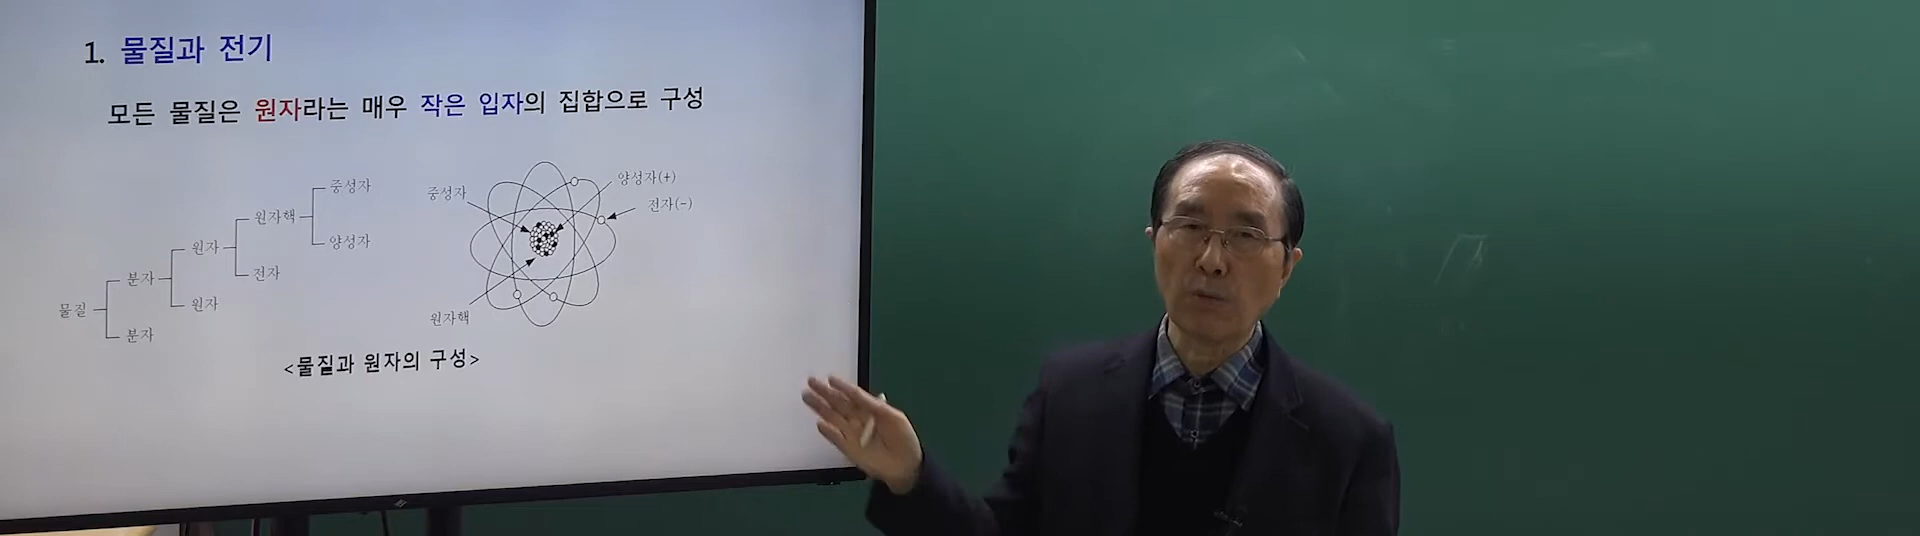 1. 물질과 전기
모든 물질은 원자라는 매우 작은 입자의 집합으로 구성
중성자
원자핵
양성자
원자
전자
분자
원자
물질
분자
중성자
양성자(+)
전자(-)
원자핵
<물질과 원자의 구성>